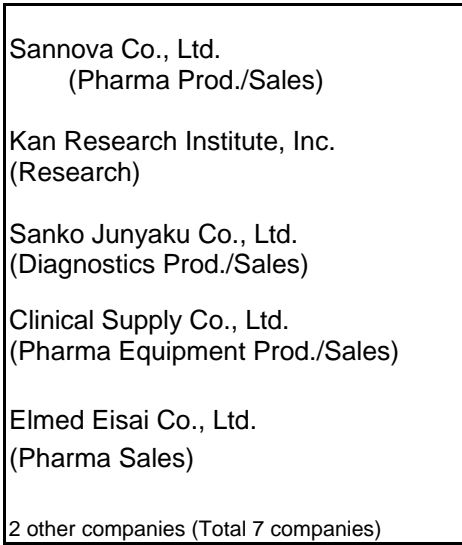 Sannova Co., Ltd.
(Pharma Prod./Sales)
Kan Research Institute, Inc.
(Research)
Sanko Junyaku Co., Ltd.
(Diagnostics Prod./Sales)
Clinical Supply Co., Ltd.
(Pharma Equipment Prod./Sales)
Elmed Eisai Co., Ltd.
(Pharma Sales)
2 other companies (Total 7 companies)